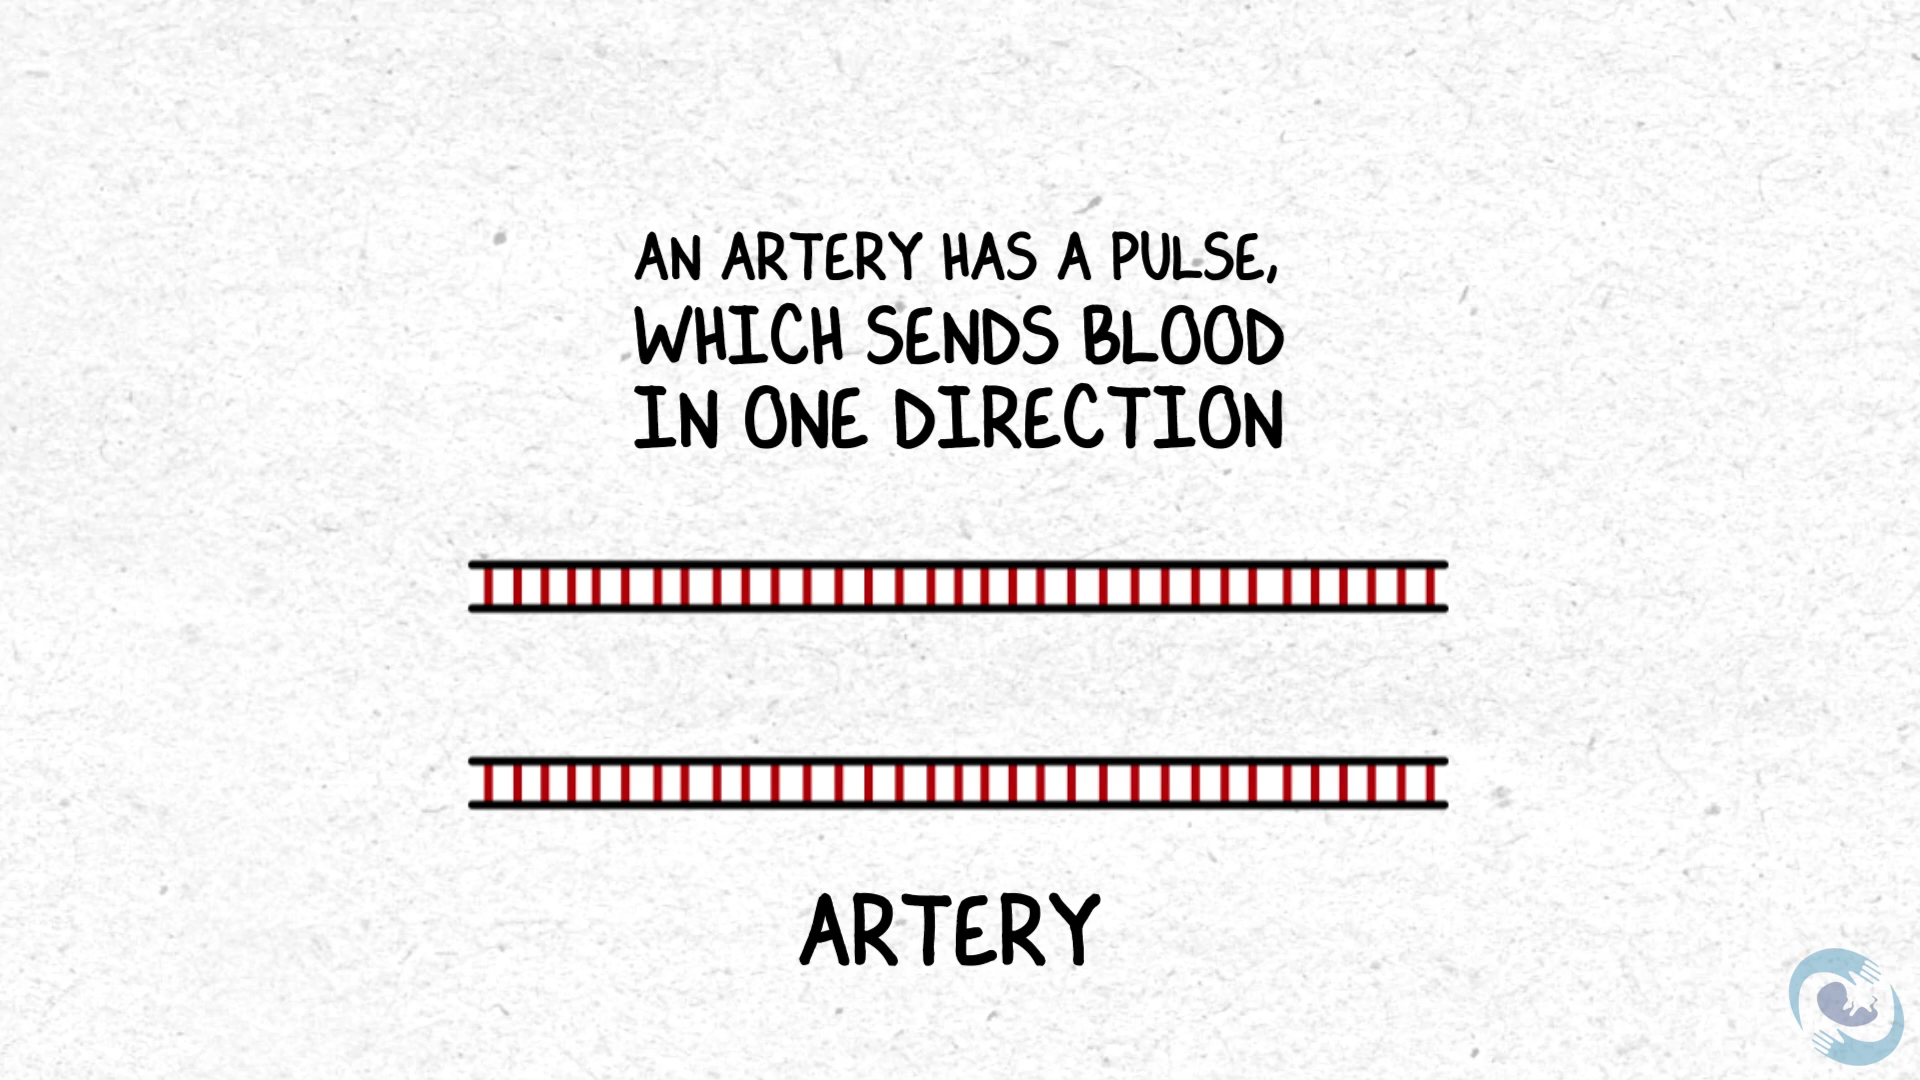 AN ARTERY HAS A PULSE,
WHICH SENDS BLOOD
IN ONE DIRECTION
ARTERY